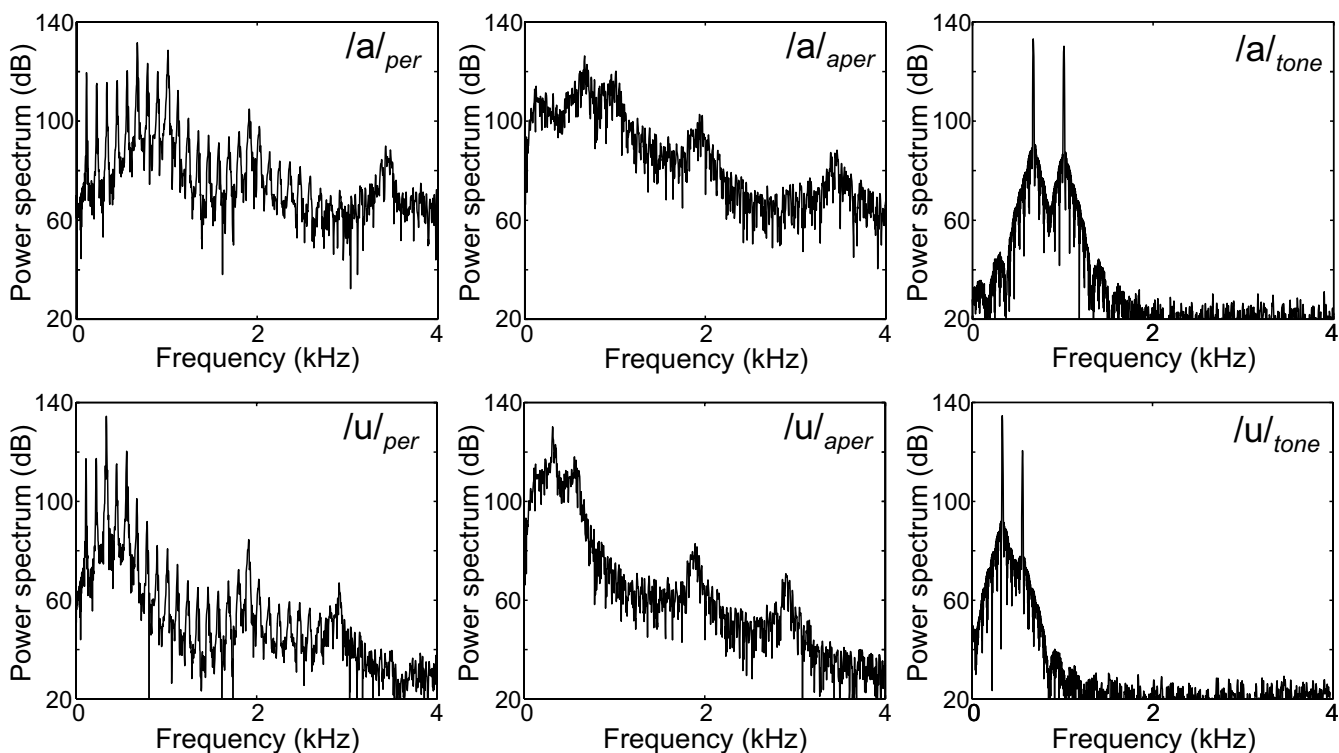 140
100
60
20
Power spectrum (dB)
/a/per
0 2 4
Frequency (kHz)
140
100
60
20
Power spectrum (dB)
/a/aper
0 2 4
Frequency (kHz)
140
100
60
20
Power spectrum (dB)
/a/tone
0 2 4
Frequency (kHz)
140
100
60
20
Power spectrum (dB)
/u/per
0 2 4
Frequency (kHz)
140
100
60
20
Power spectrum (dB)
/u/aper
0 2 4
Frequency (kHz)
140
100
60
20
Power spectrum (dB)
/u/tone
0 2 4
Frequency (kHz)